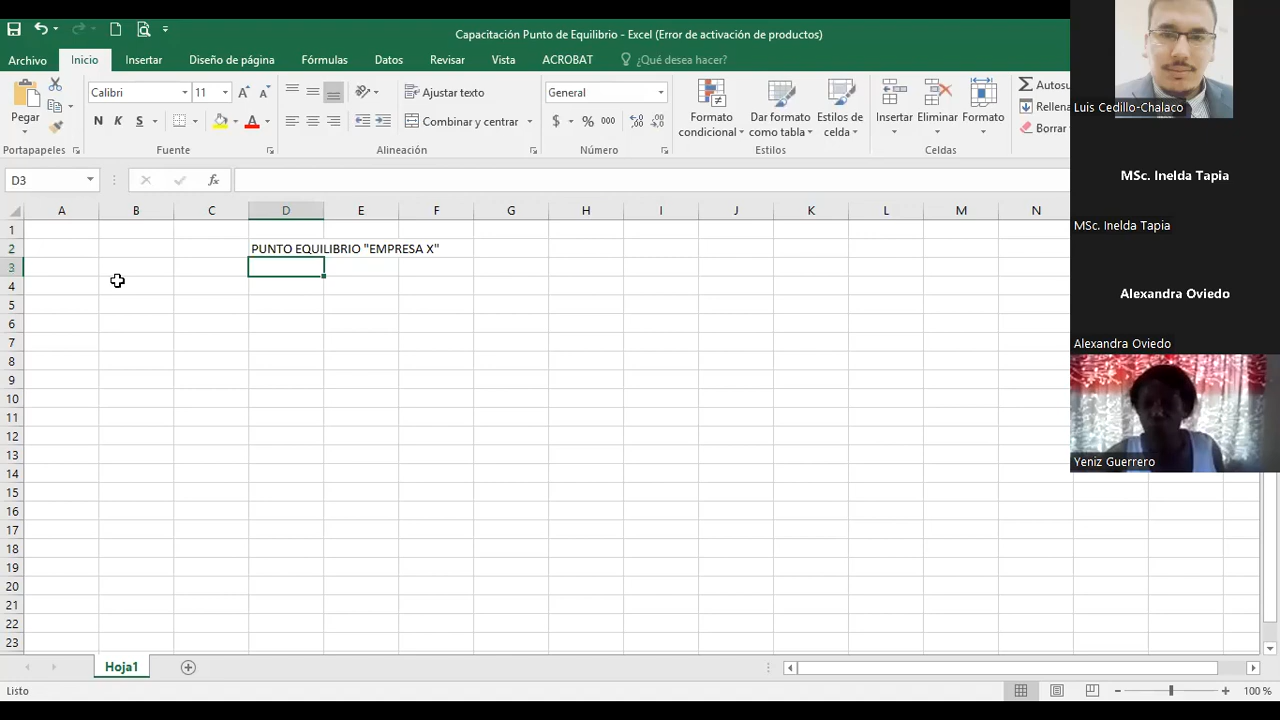 Capacitación Punto de Equilibrio - Excel (Error de activación de productos)
Archivo Inicio Insertar Diseño de página Fórmulas Datos Revisar Vista ACROBAT ¿Qué desea hacer?
Pegar
Portapapeles
Calibri 11 A A
N K S A
Fuente
Ajustar texto
Combinar y centrar
Alineación
General
$ % 000
Número
Formato condicional
Dar formato como tabla
Estilos de celda
Estilos
Insertar Eliminar Formato
Celdas
Σ Autosu
Rellena
Borrar
D3 fx
A B C D E F G H I J K L M N
1
2 PUNTO EQUILIBRIO "EMPRESA X"
3
4
5
6
7
8
9
10
11
12
13
14
15
16
17
18
19
20
21
22
23
Hoja1
Listo
100 %
Luis Cedillo-Chalaco
MSc. Inelda Tapia
MSc. Inelda Tapia
Alexandra Oviedo
Alexandra Oviedo
Yeniz Guerrero